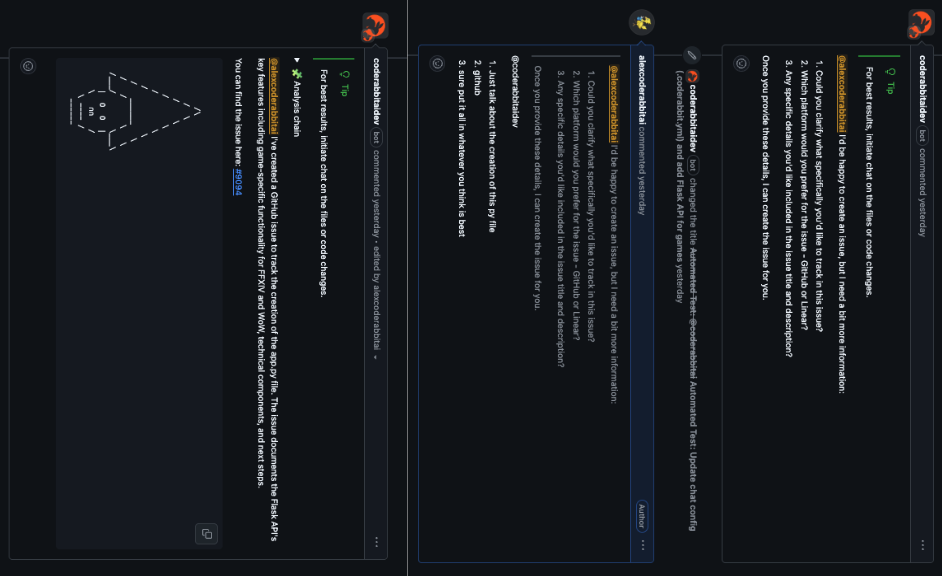 coderabbitaidev bot commented yesterday
Tip
For best results, initiate chat on the files or code changes.
@alexcoderabbitai I'd be happy to create an issue, but I need a bit more information:
1. Could you clarify what specifically you'd like to track in this issue?
2. Which platform would you prefer for the issue - GitHub or Linear?
3. Any specific details you'd like included in the issue title and description?
Once you provide these details, I can create the issue for you.
coderabbitaidev bot changed the title Automated Test: @coderabbitai Automated Test: Update chat config
(.coderabbit.yml) and add Flask API for games yesterday
alexcoderabbitai commented yesterday Author
@alexcoderabbitai I'd be happy to create an issue, but I need a bit more information:
1. Could you clarify what specifically you'd like to track in this issue?
2. Which platform would you prefer for the issue - GitHub or Linear?
3. Any specific details you'd like included in the issue title and description?
Once you provide these details, I can create the issue for you.
@coderabbitaidev
1. Just talk about the creation of this py file
2. github
3. sure put it all in whatever you think is best
coderabbitaidev bot commented yesterday • edited by alexcoderabbitai
Tip
For best results, initiate chat on the files or code changes.
Analysis chain
@alexcoderabbitai I've created a GitHub issue to track the creation of the app.py file. The issue documents the Flask API's
key features including game-specific functionality for FFXIV and WoW, technical components, and next steps.
You can find the issue here: #9094